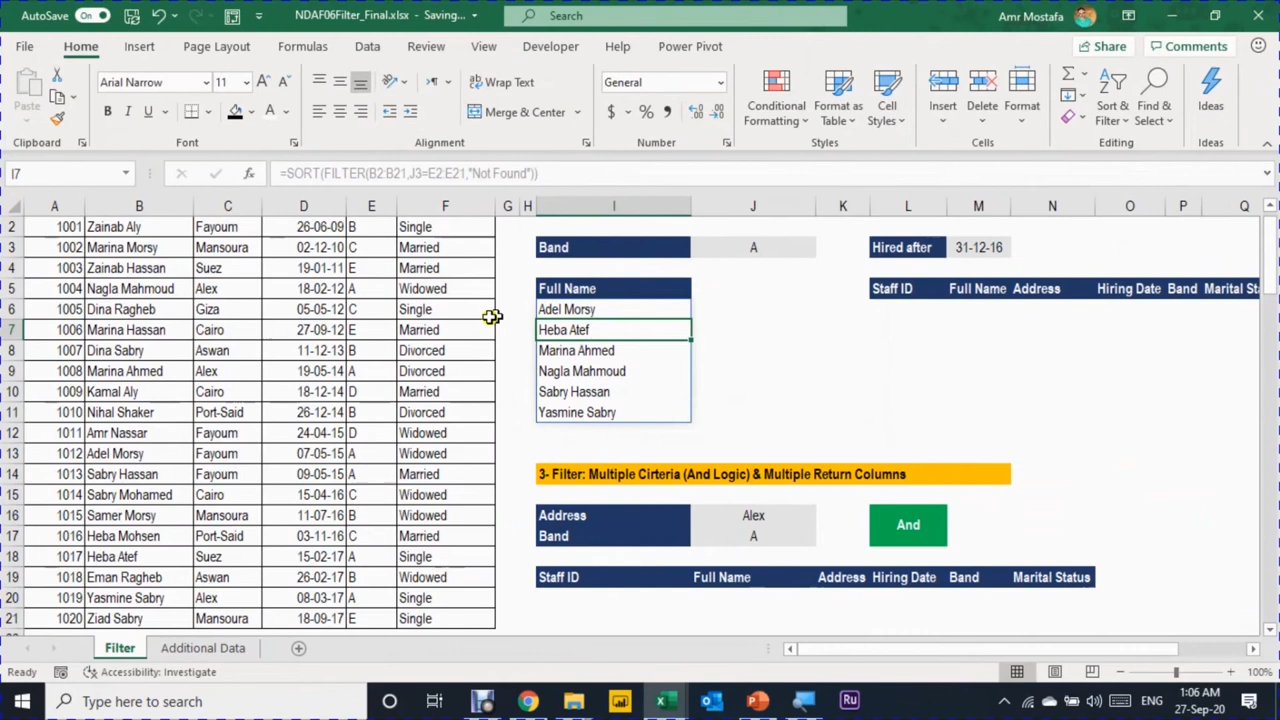 AutoSave On NDAF06Filter_Final.xlsx - Saving... Search Amr Mostafa
File Home Insert Page Layout Formulas Data Review View Developer Help Power Pivot Share Comments
Arial Narrow 11 Wrap Text General
Paste B I U Merge & Center $ % Conditional Formatting Format as Table Cell Styles Insert Delete Format Sort & Filter Find & Select Ideas
Clipboard Font Alignment Number Styles Cells Editing Ideas
I7 fx =SORT(FILTER(B2:B21,J3=E2:E21,"Not Found"))
A B C D E F G H I J K L M N O P Q
2 1001 Zainab Aly Fayoum 26-06-09 B Single
3 1002 Marina Morsy Mansoura 02-12-10 C Married Band A Hired after 31-12-16
4 1003 Zainab Hassan Suez 19-01-11 E Married
5 1004 Nagla Mahmoud Alex 18-02-12 A Widowed Full Name Staff ID Full Name Address Hiring Date Band Marital Sta
6 1005 Dina Ragheb Giza 05-05-12 C Single Adel Morsy
7 1006 Marina Hassan Cairo 27-09-12 E Married Heba Atef
8 1007 Dina Sabry Aswan 11-12-13 B Divorced Marina Ahmed
9 1008 Marina Ahmed Alex 19-05-14 A Divorced Nagla Mahmoud
10 1009 Kamal Aly Cairo 18-12-14 D Married Sabry Hassan
11 1010 Nihal Shaker Port-Said 26-12-14 B Divorced Yasmine Sabry
12 1011 Amr Nassar Fayoum 24-04-15 D Widowed
13 1012 Adel Morsy Fayoum 07-05-15 A Widowed
14 1013 Sabry Hassan Fayoum 09-05-15 A Married 3- Filter: Multiple Cirteria (And Logic) & Multiple Return Columns
15 1014 Sabry Mohamed Cairo 15-04-16 C Widowed
16 1015 Samer Morsy Mansoura 11-07-16 B Widowed Address Alex And
17 1016 Heba Mohsen Port-Said 03-11-16 C Married Band A
18 1017 Heba Atef Suez 15-02-17 A Single
19 1018 Eman Ragheb Aswan 26-02-17 B Widowed Staff ID Full Name Address Hiring Date Band Marital Status
20 1019 Yasmine Sabry Alex 08-03-17 A Single
21 1020 Ziad Sabry Mansoura 18-09-17 E Single
Filter Additional Data
Ready Accessibility: Investigate 100%
Type here to search Ru ENG 1:06 AM
27-Sep-20